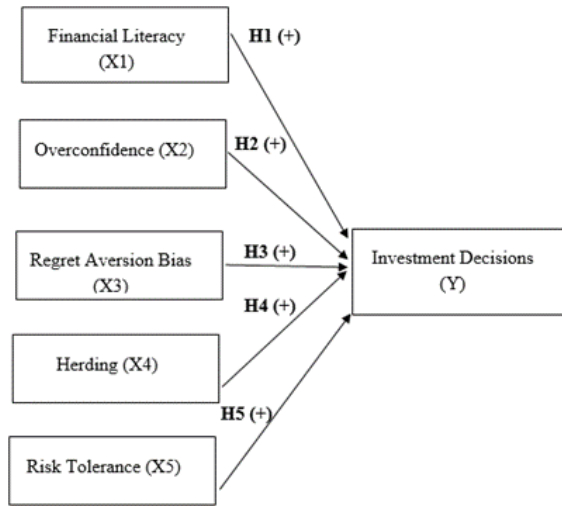 Financial Literacy
(X1)
H1 (+)
Overconfidence (X2)
H2 (+)
Regret Aversion Bias
(X3)
H3 (+)
Investment Decisions
(Y)
H4 (+)
Herding (X4)
H5 (+)
Risk Tolerance (X5)